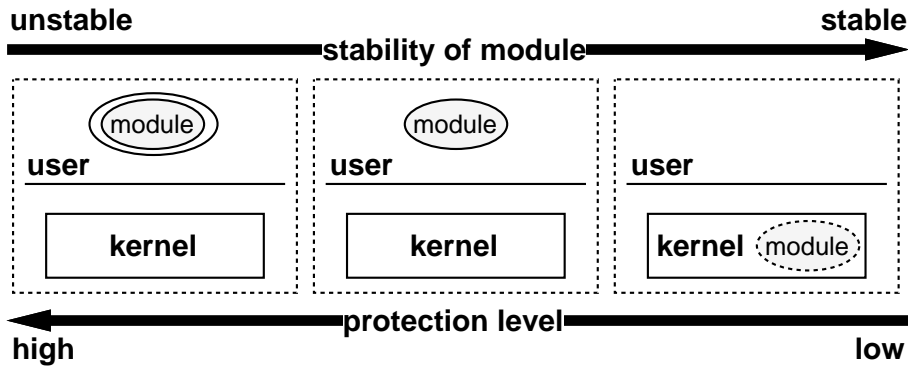 unstable stable
stability of module
module module
user user user
kernel kernel kernel module
protection level
high low